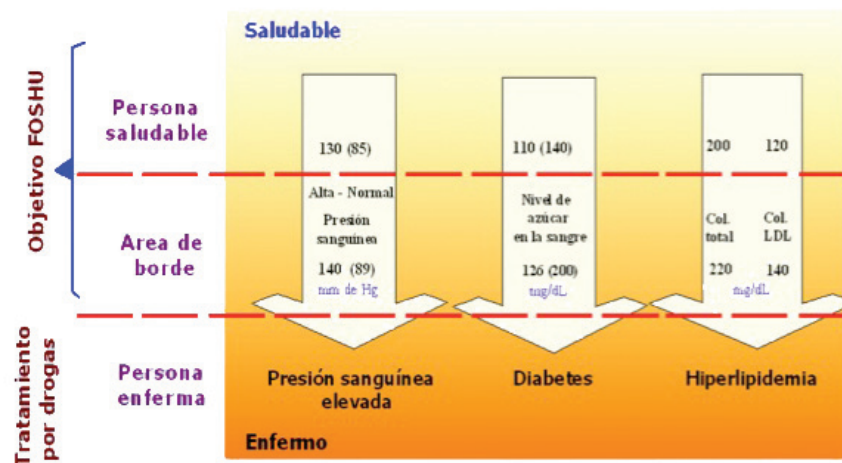 Saludable
Objetivo FOSHU
Persona
saludable
130 (85)
110 (140)
200 120
Area de
borde
Alta - Normal
Presión
sanguínea
140 (89)
mm de Hg
Nivel de
azúcar
en la sangre
126 (200)
mg/dL
Col.
total
Col.
LDL
220 140
mg/dL
Tratamiento
por drogas
Persona
enferma
Presión sanguínea
elevada
Diabetes
Hiperlipidemia
Enfermo